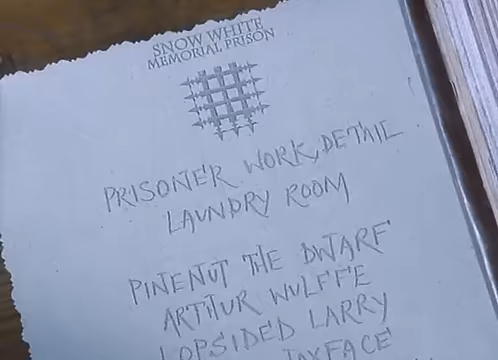 SNOW WHITE
MEMORIAL PRISON
PRISONER WORK DETAIL
LAUNDRY ROOM
PINENUT THE DWARF
ARTHUR WULFFE
LOPSIDED LARRY